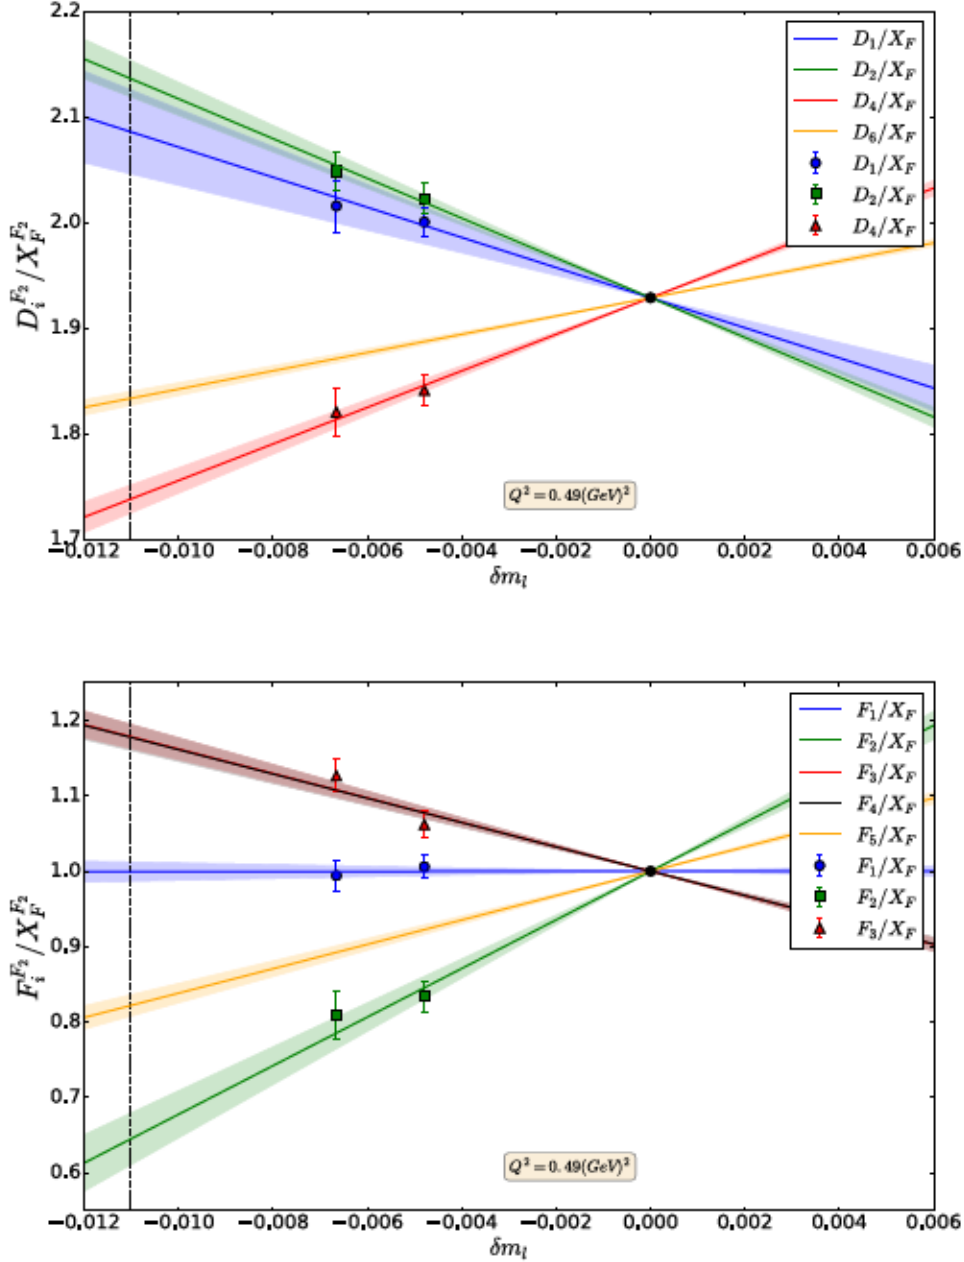 2.2
2.1
2.0
1.9
1.8
1.7
D_i^{F_2}/X_F^{F_2}
D_1/X_F
D_2/X_F
D_4/X_F
D_6/X_F
D_1/X_F
D_2/X_F
D_4/X_F
Q^2 = 0.49(GeV)^2
−0.012 −0.010 −0.008 −0.006 −0.004 −0.002 0.000 0.002 0.004 0.006
δm_l
1.2
1.1
1.0
0.9
0.8
0.7
0.6
F_i^{F_2}/X_F^{F_2}
F_1/X_F
F_2/X_F
F_3/X_F
F_4/X_F
F_5/X_F
F_1/X_F
F_2/X_F
F_3/X_F
Q^2 = 0.49(GeV)^2
−0.012 −0.010 −0.008 −0.006 −0.004 −0.002 0.000 0.002 0.004 0.006
δm_l